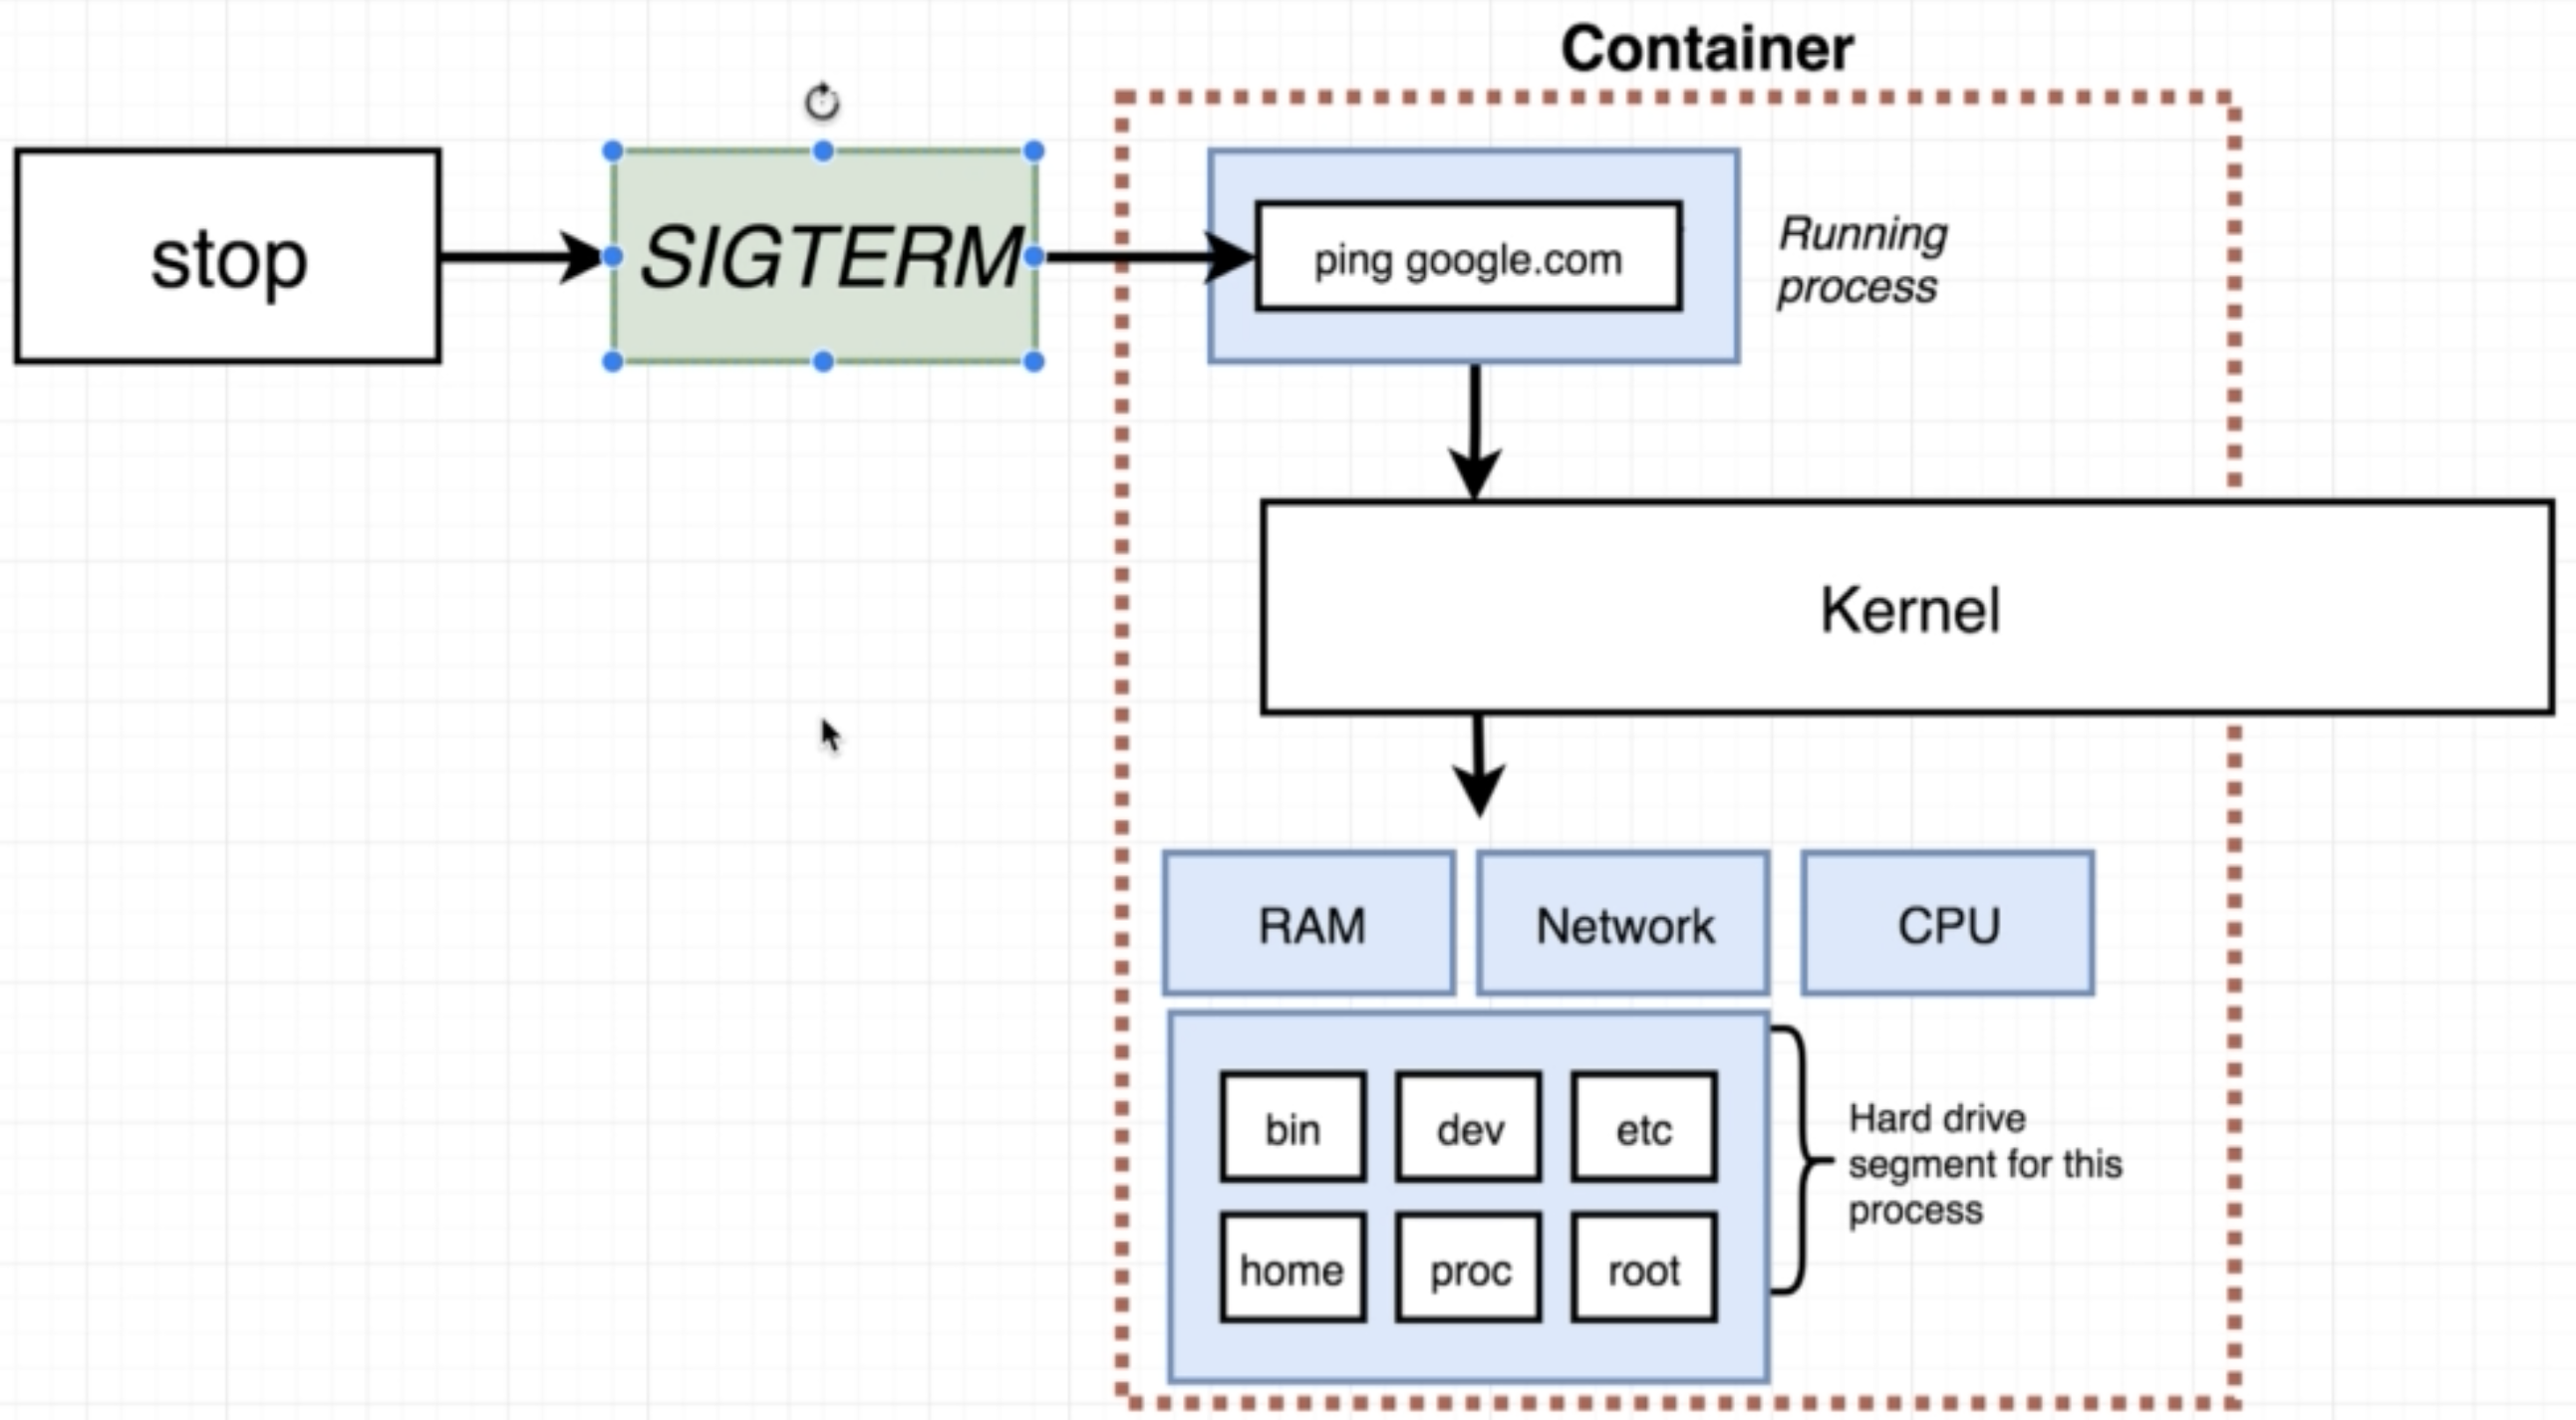 Container
stop
SIGTERM
ping google.com
Running
process
Kernel
RAM
Network
CPU
bin
dev
etc
home
proc
root
Hard drive
segment for this
process